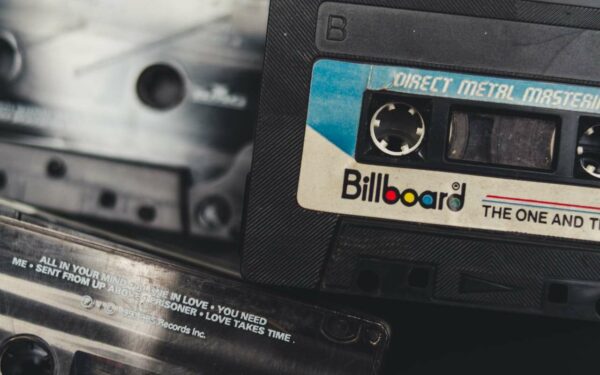 B
DIRECT METAL MASTERIN
Billboard®
THE ONE AND T
ALL IN YOUR MIND • IN LOVE • YOU NEED
ME • SENT FROM UP ABOVE • PRISONER • LOVE TAKES TIME
Records Inc.